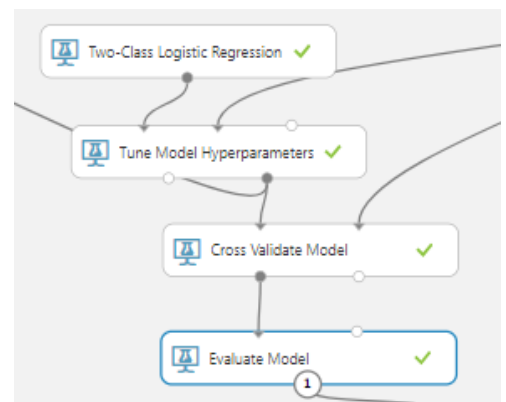 Two-Class Logistic Regression
Tune Model Hyperparameters
Cross Validate Model
Evaluate Model
1